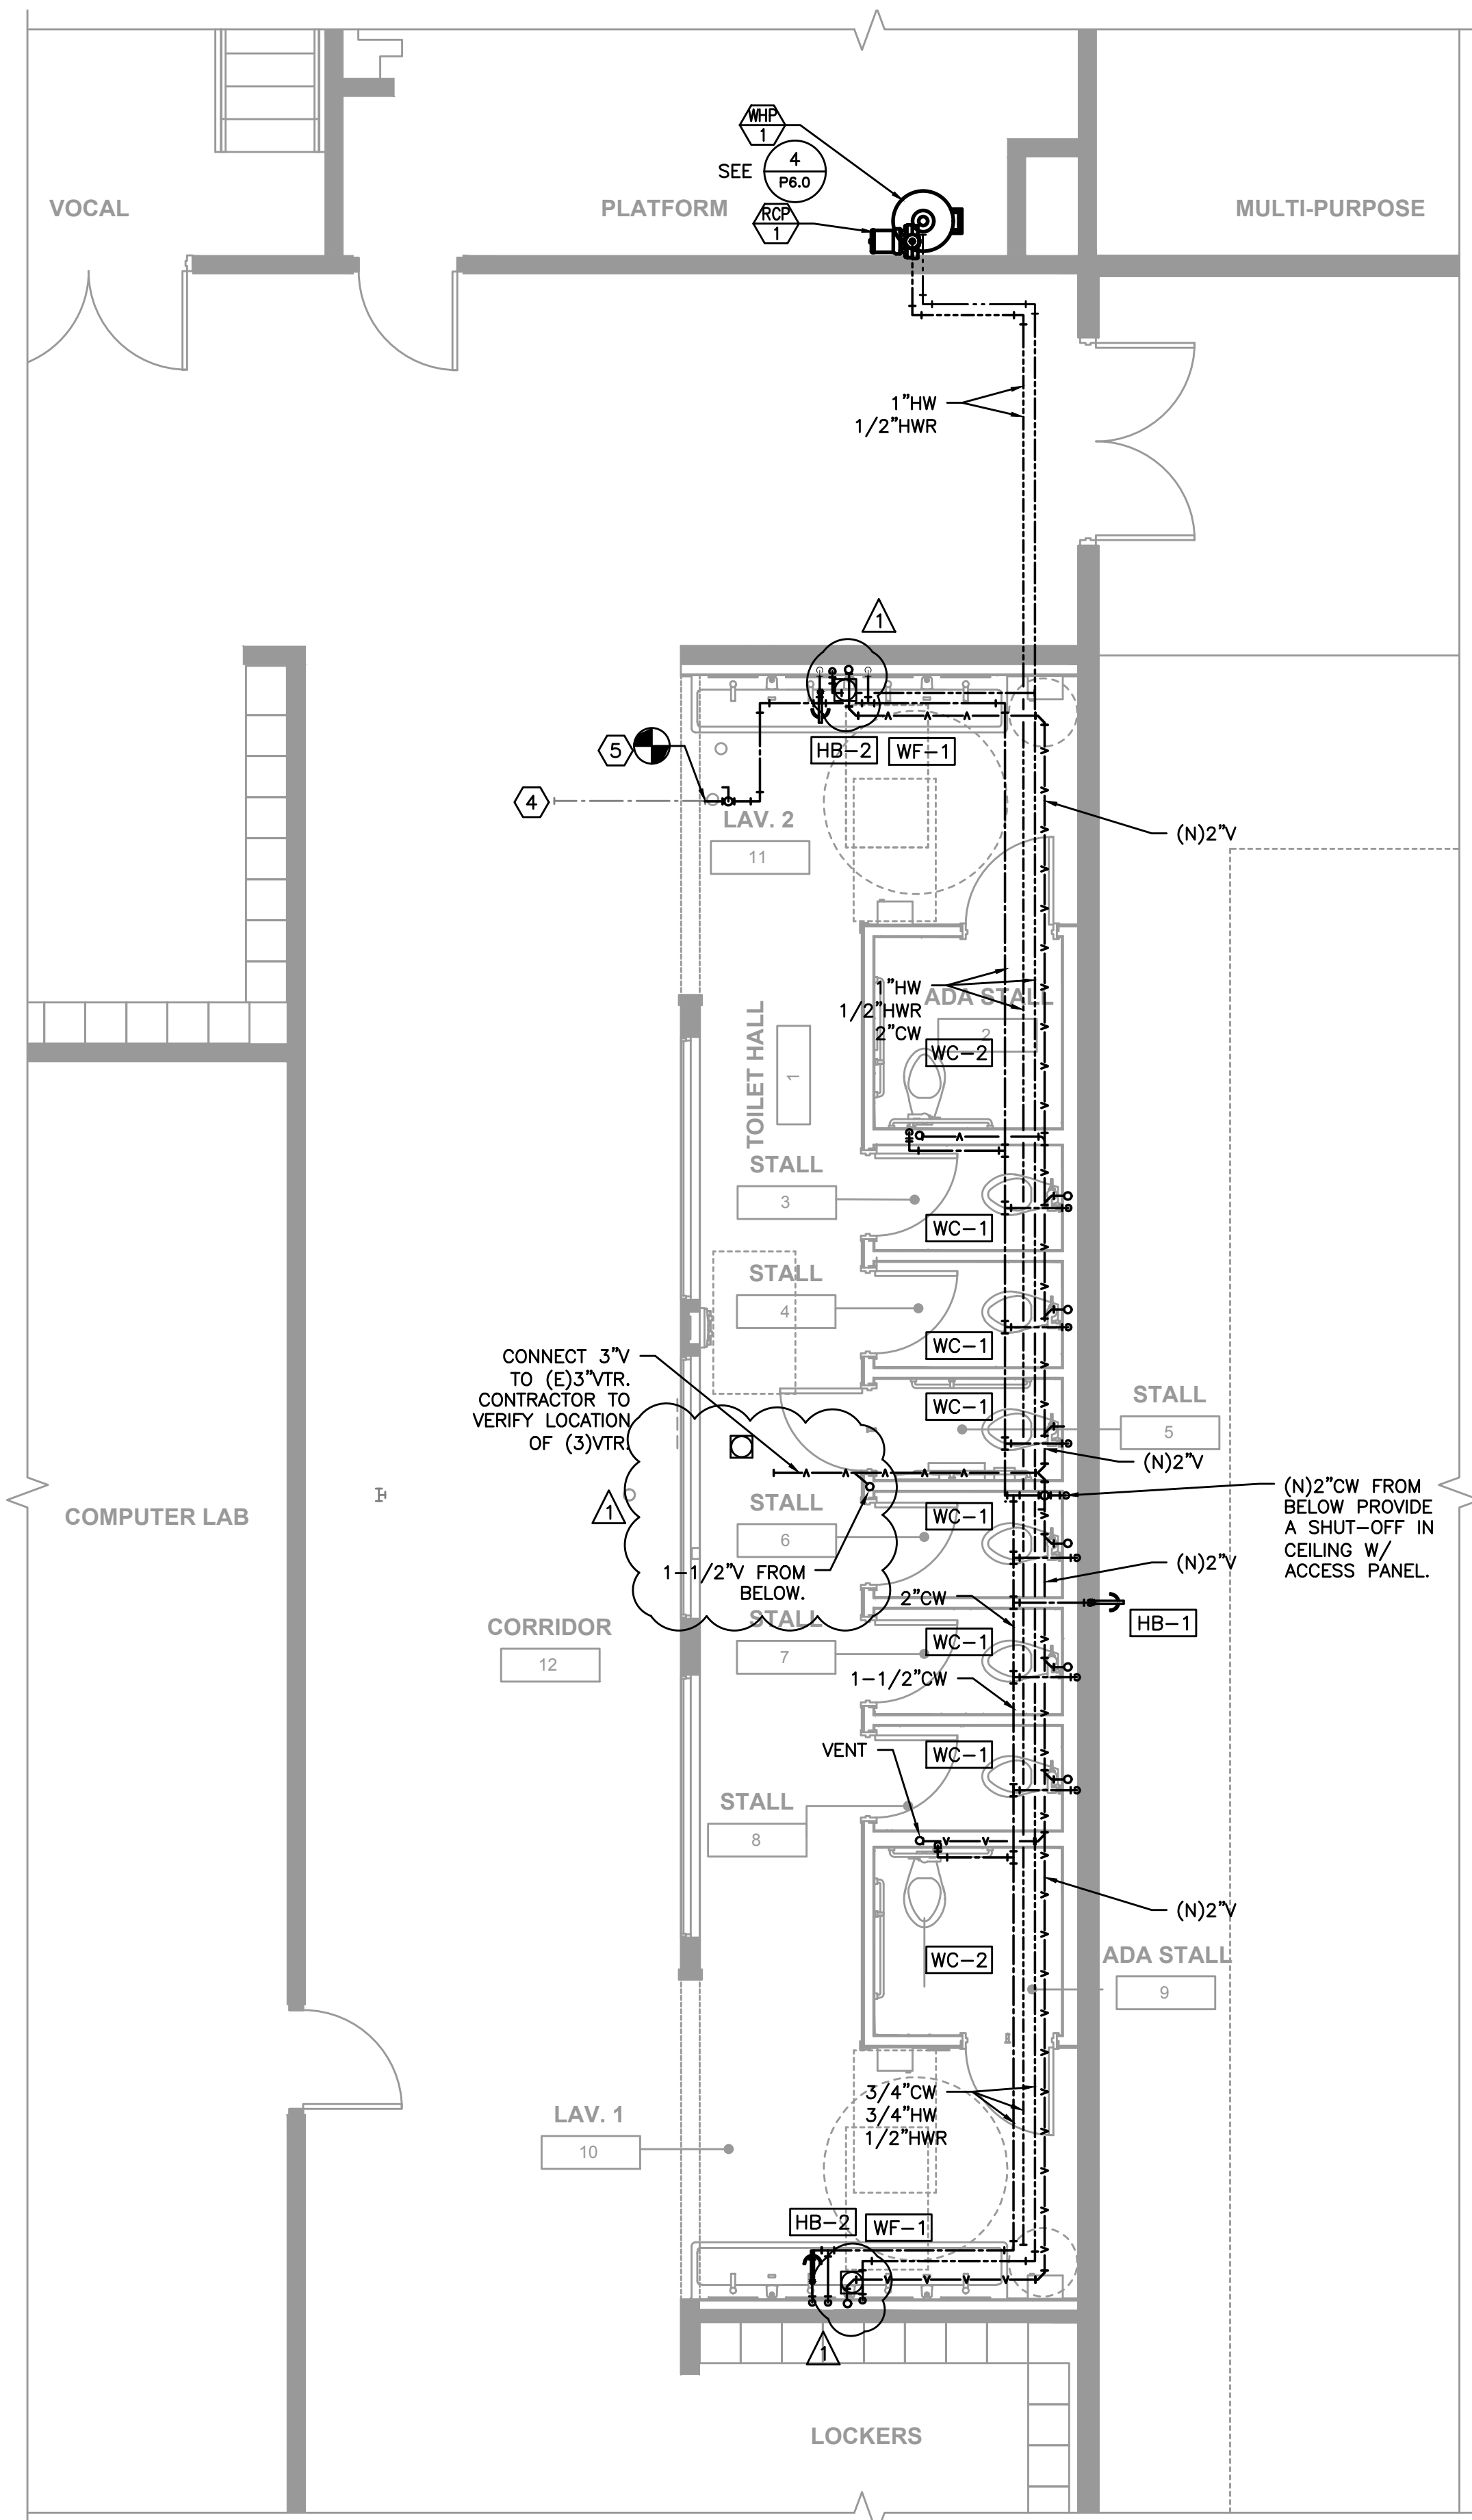 WHP
1
SEE
4
P6.0
VOCAL
PLATFORM
MULTI-PURPOSE
RCP
1
1"HW
1/2"HWR
1
5
HB-2
WF-1
4
LAV. 2
11
(N)2"V
1"HW
1/2"HWR
2"CW
ADA STALL
2
WC-2
TOILET HALL
1
STALL
3
WC-1
STALL
4
WC-1
CONNECT 3"V
TO (E)3"VTR.
CONTRACTOR TO
VERIFY LOCATION
OF (3)VTR.
WC-1
STALL
5
(N)2"V
1
COMPUTER LAB
STALL
6
WC-1
(N)2"CW FROM
BELOW PROVIDE
A SHUT-OFF IN
CEILING W/
ACCESS PANEL.
1-1/2"V FROM
BELOW.
(N)2"V
2"CW
HB-1
CORRIDOR
12
STALL
7
WC-1
1-1/2"CW
VENT
WC-1
STALL
8
(N)2"V
WC-2
ADA STALL
9
3/4"CW
3/4"HW
1/2"HWR
LAV. 1
10
HB-2
WF-1
1
LOCKERS